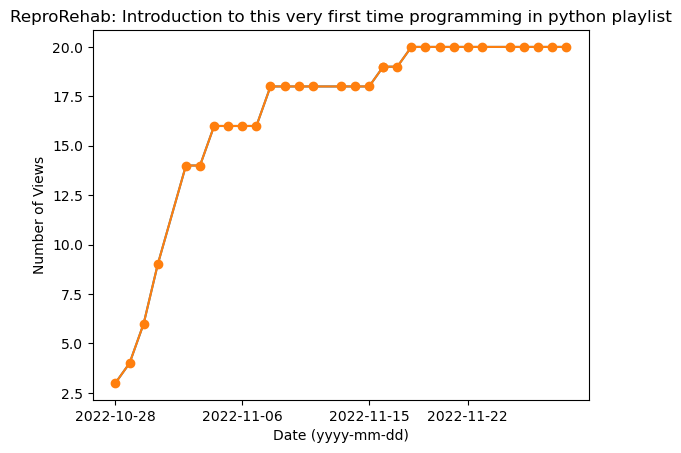 ReproRehab: Introduction to this very first time programming in python playlist
20.0
17.5
15.0
12.5
10.0
7.5
5.0
2.5
Number of Views
2022-10-28 2022-11-06 2022-11-15 2022-11-22
Date (yyyy-mm-dd)